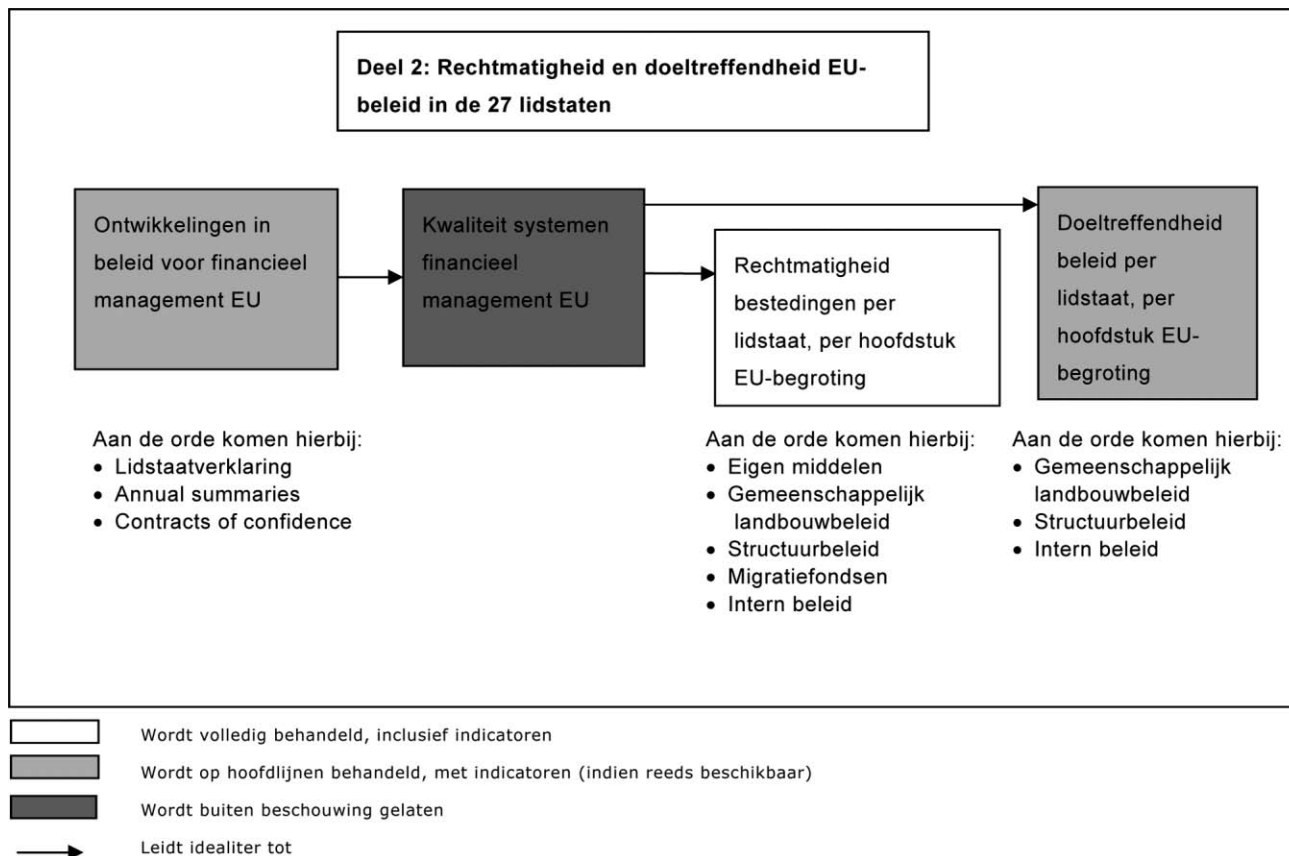 Deel 2: Rechtmatigheid en doeltreffendheid EU-
beleid in de 27 lidstaten
Ontwikkelingen in
beleid voor financieel
management EU
Kwaliteit systemen
financieel
management EU
Rechtmatigheid
bestedingen per
lidstaat, per hoofdstuk
EU-begroting
Doeltreffendheid
beleid per
lidstaat, per
hoofdstuk EU-
begroting
Aan de orde komen hierbij:
• Lidstaatverklaring
• Annual summaries
• Contracts of confidence
Aan de orde komen hierbij:
• Eigen middelen
• Gemeenschappelijk
landbouwbeleid
• Structuurbeleid
• Migratiefondsen
• Intern beleid
Aan de orde komen hierbij:
• Gemeenschappelijk
landbouwbeleid
• Structuurbeleid
• Intern beleid
Wordt volledig behandeld, inclusief indicatoren
Wordt op hoofdlijnen behandeld, met indicatoren (indien reeds beschikbaar)
Wordt buiten beschouwing gelaten
Leidt idealiter tot